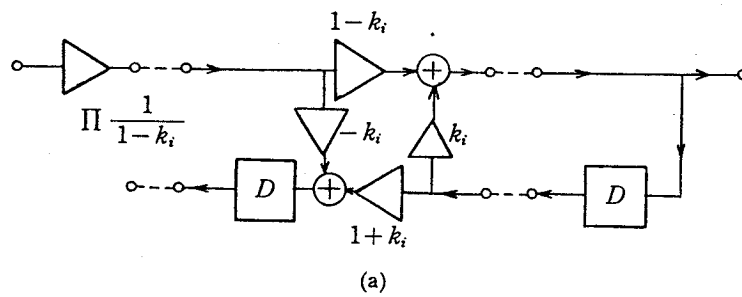 1 − k_i
+
∏ 1/(1 − k_i)
− k_i
k_i
D
+
D
1 + k_i
(a)